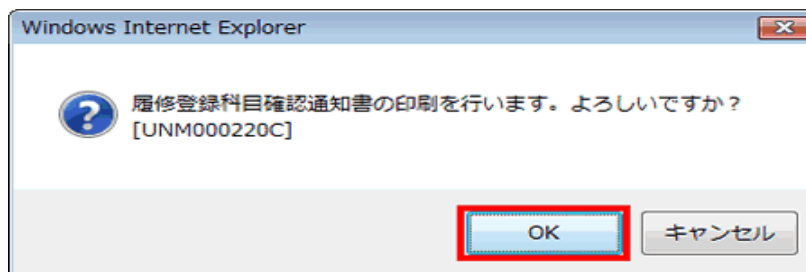 Windows Internet Explorer
履修登録科目確認通知書の印刷を行います。よろしいですか？
[UNM000220C]
OK
キャンセル